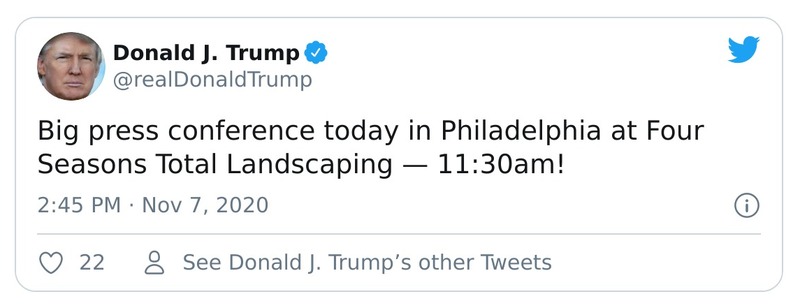 Donald J. Trump
@realDonaldTrump
Big press conference today in Philadelphia at Four
Seasons Total Landscaping — 11:30am!
2:45 PM · Nov 7, 2020
22 See Donald J. Trump’s other Tweets